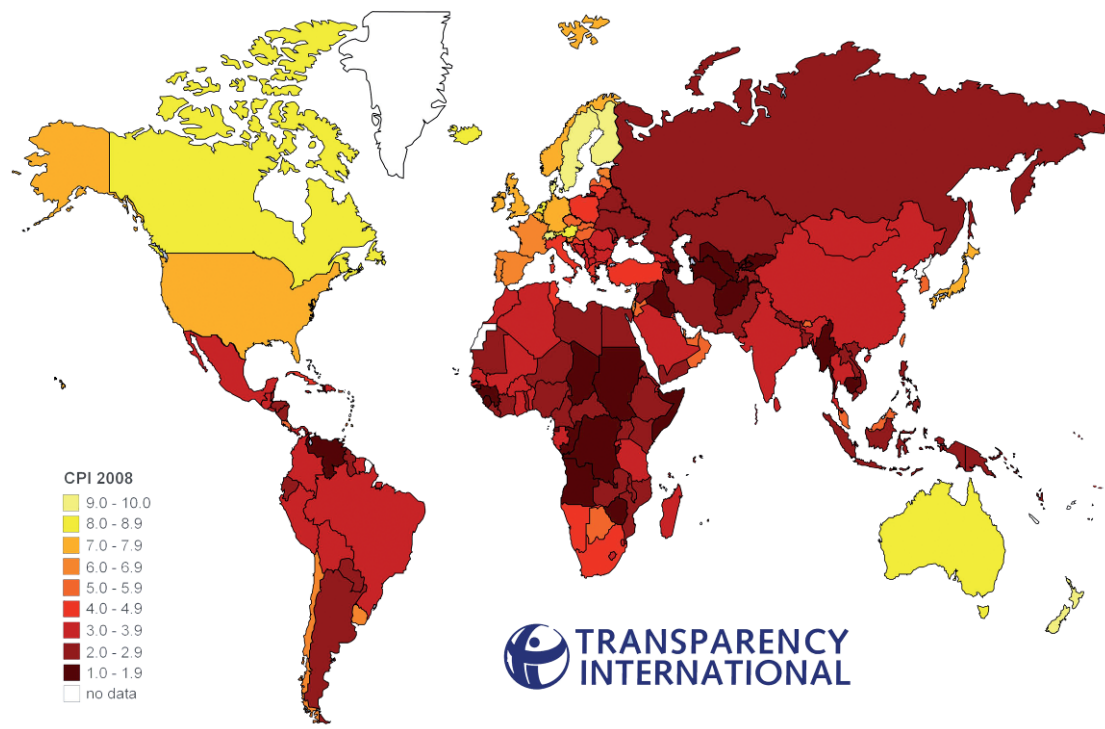 CPI 2008
9.0 - 10.0
8.0 - 8.9
7.0 - 7.9
6.0 - 6.9
5.0 - 5.9
4.0 - 4.9
3.0 - 3.9
2.0 - 2.9
1.0 - 1.9
no data
TRANSPARENCY
INTERNATIONAL